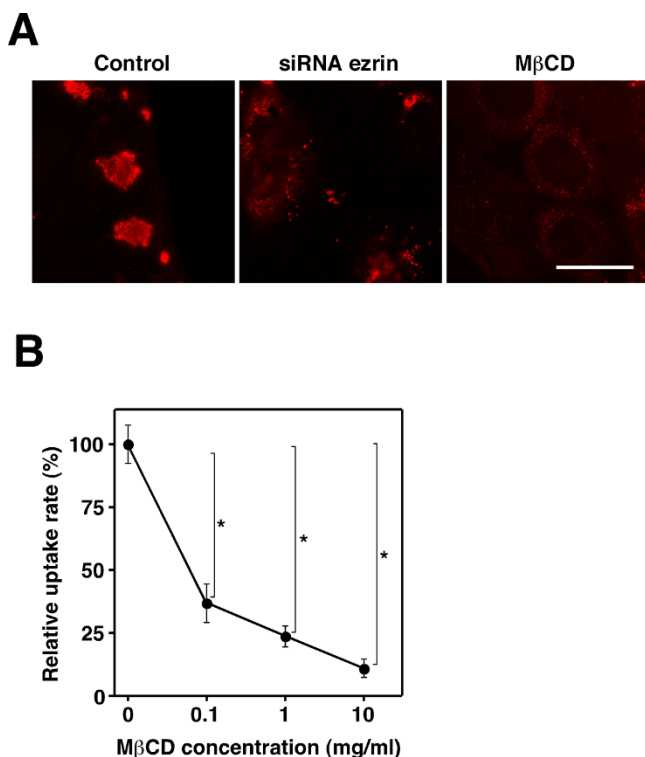 A
Control siRNA ezrin MβCD
B
Relative uptake rate (%)
100
75
50
25
0
*
*
*
0 0.1 1 10
MβCD concentration (mg/ml)